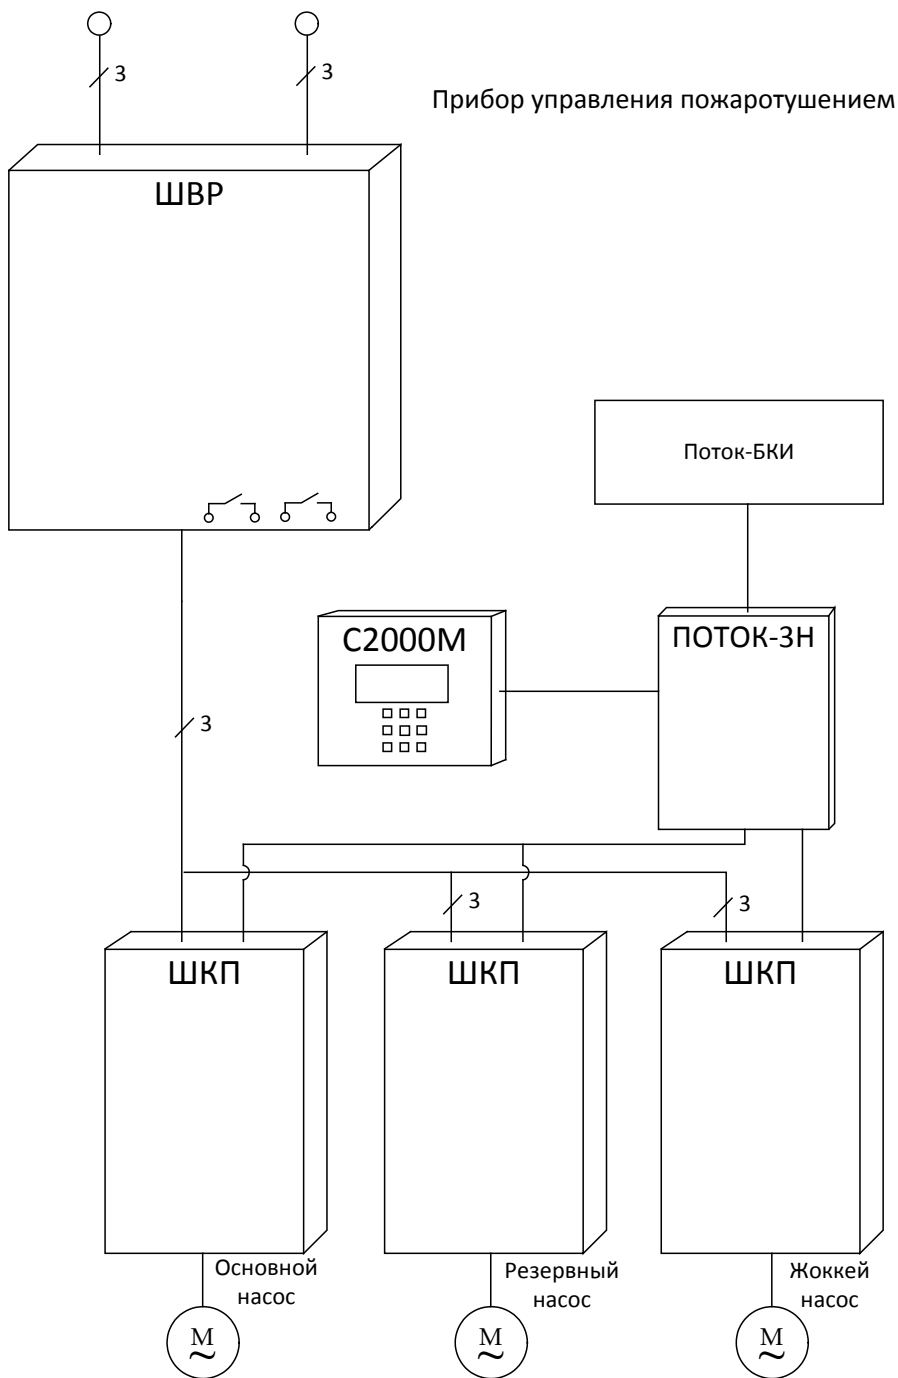 3
3
Прибор управления пожаротушением
ШВР
Поток-БКИ
С2000М
ПОТОК-3Н
3
3
3
ШКП
ШКП
ШКП
Основной
насос
Резервный
насос
Жоккей
насос
M
~
M
~
M
~